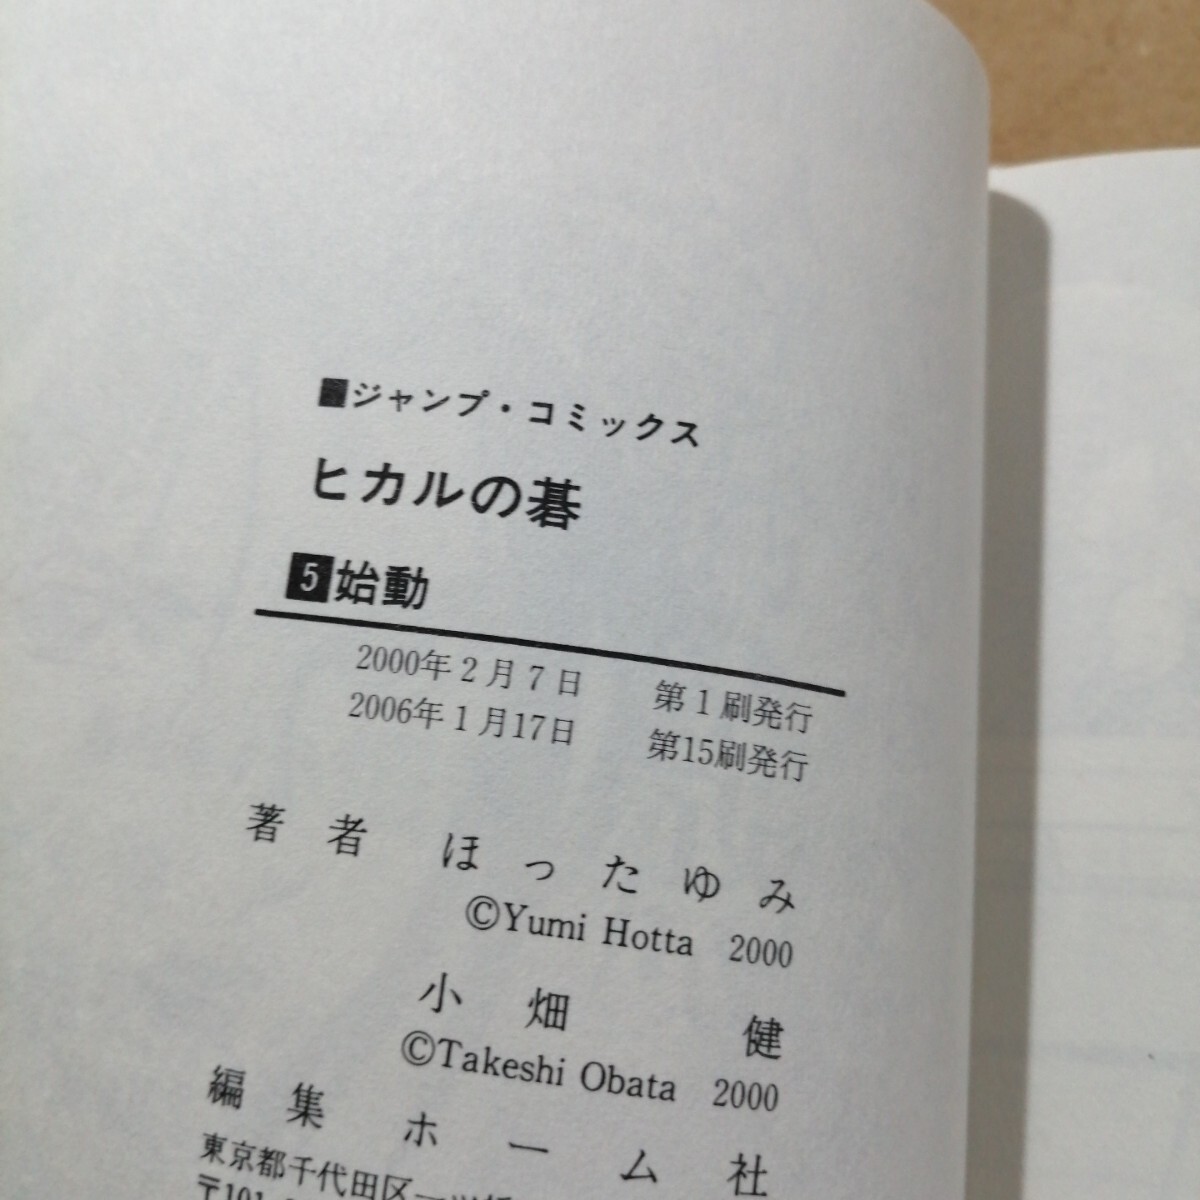 ■ジャンプ・コミックス
ヒカルの碁
5 始動
2000年2月7日 第1刷発行
2006年1月17日 第15刷発行
著者 ほったゆみ
©Yumi Hotta 2000
小畑 健
©Takeshi Obata 2000
編集 ホーム社
東京都千代田区一ツ橋
〒101